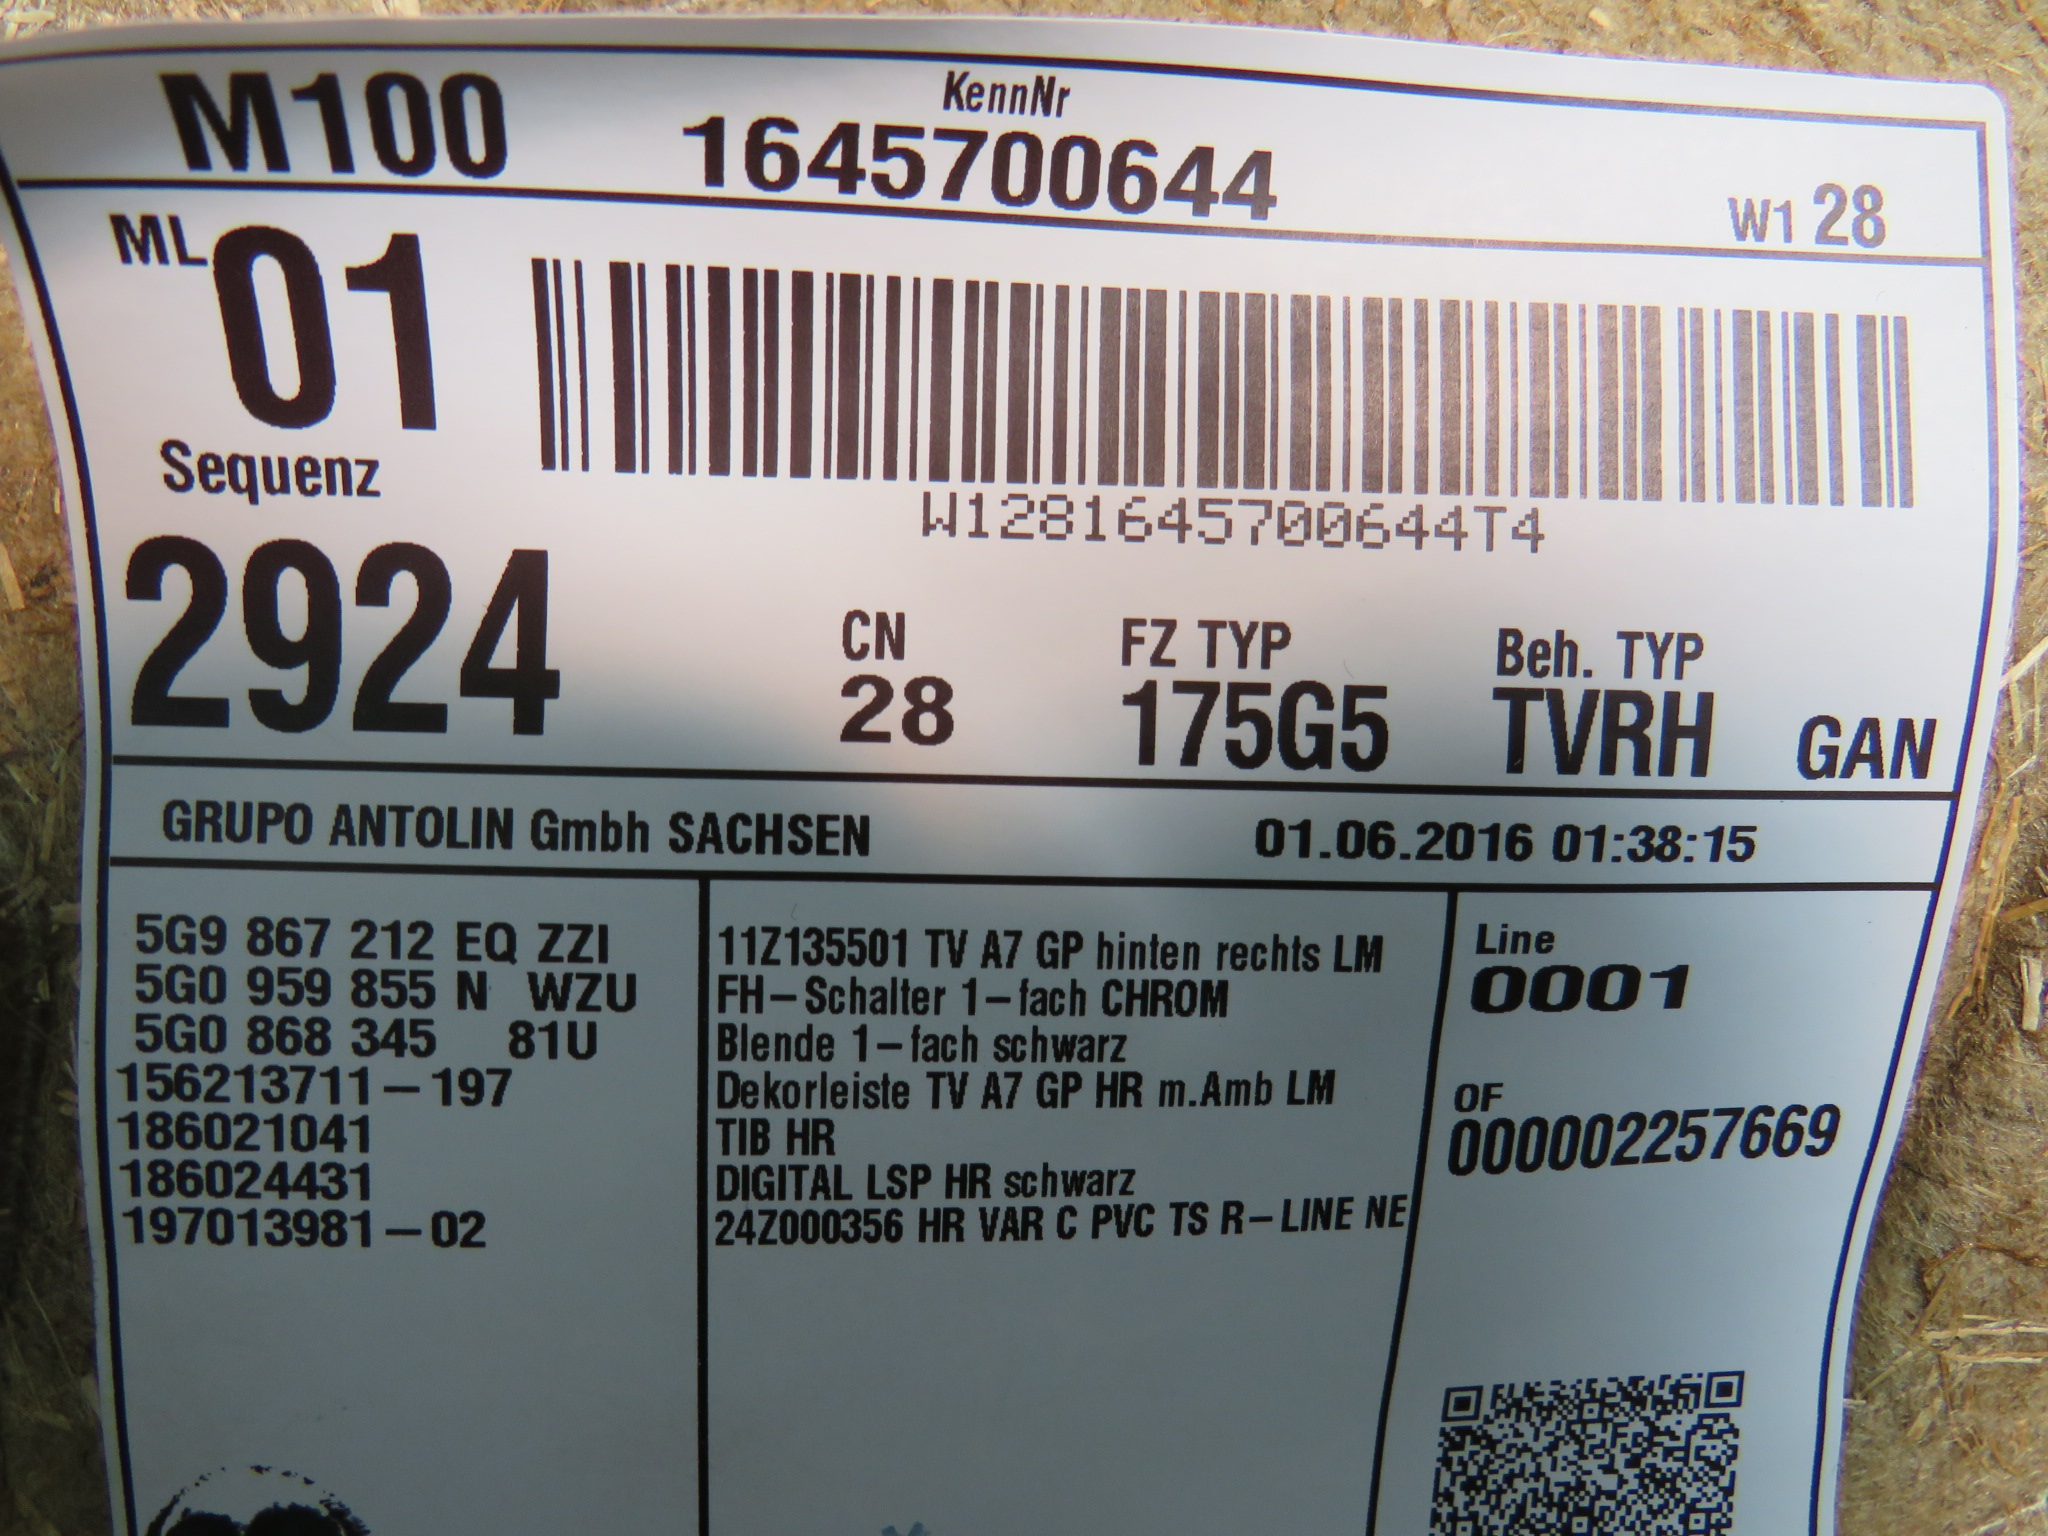 M100
KennNr
1645700644
W1 28
ML 01
W1281645700644T4
Sequenz
2924
CN
28
FZ TYP
175G5
Beh. TYP
TVRH GAN
GRUPO ANTOLIN Gmbh SACHSEN
01.06.2016 01:38:15
5G9 867 212 EQ ZZI
5G0 959 855 N WZU
5G0 868 345 81U
156213711-197
186021041
186024431
197013981-02
11Z135501 TV A7 GP hinten rechts LM
FH-Schalter 1-fach CHROM
Blende 1-fach schwarz
Dekorleiste TV A7 GP HR m.Amb LM
TIB HR
DIGITAL LSP HR schwarz
24Z000356 HR VAR C PVC TS R-LINE NE
Line
0001
OF
000002257669